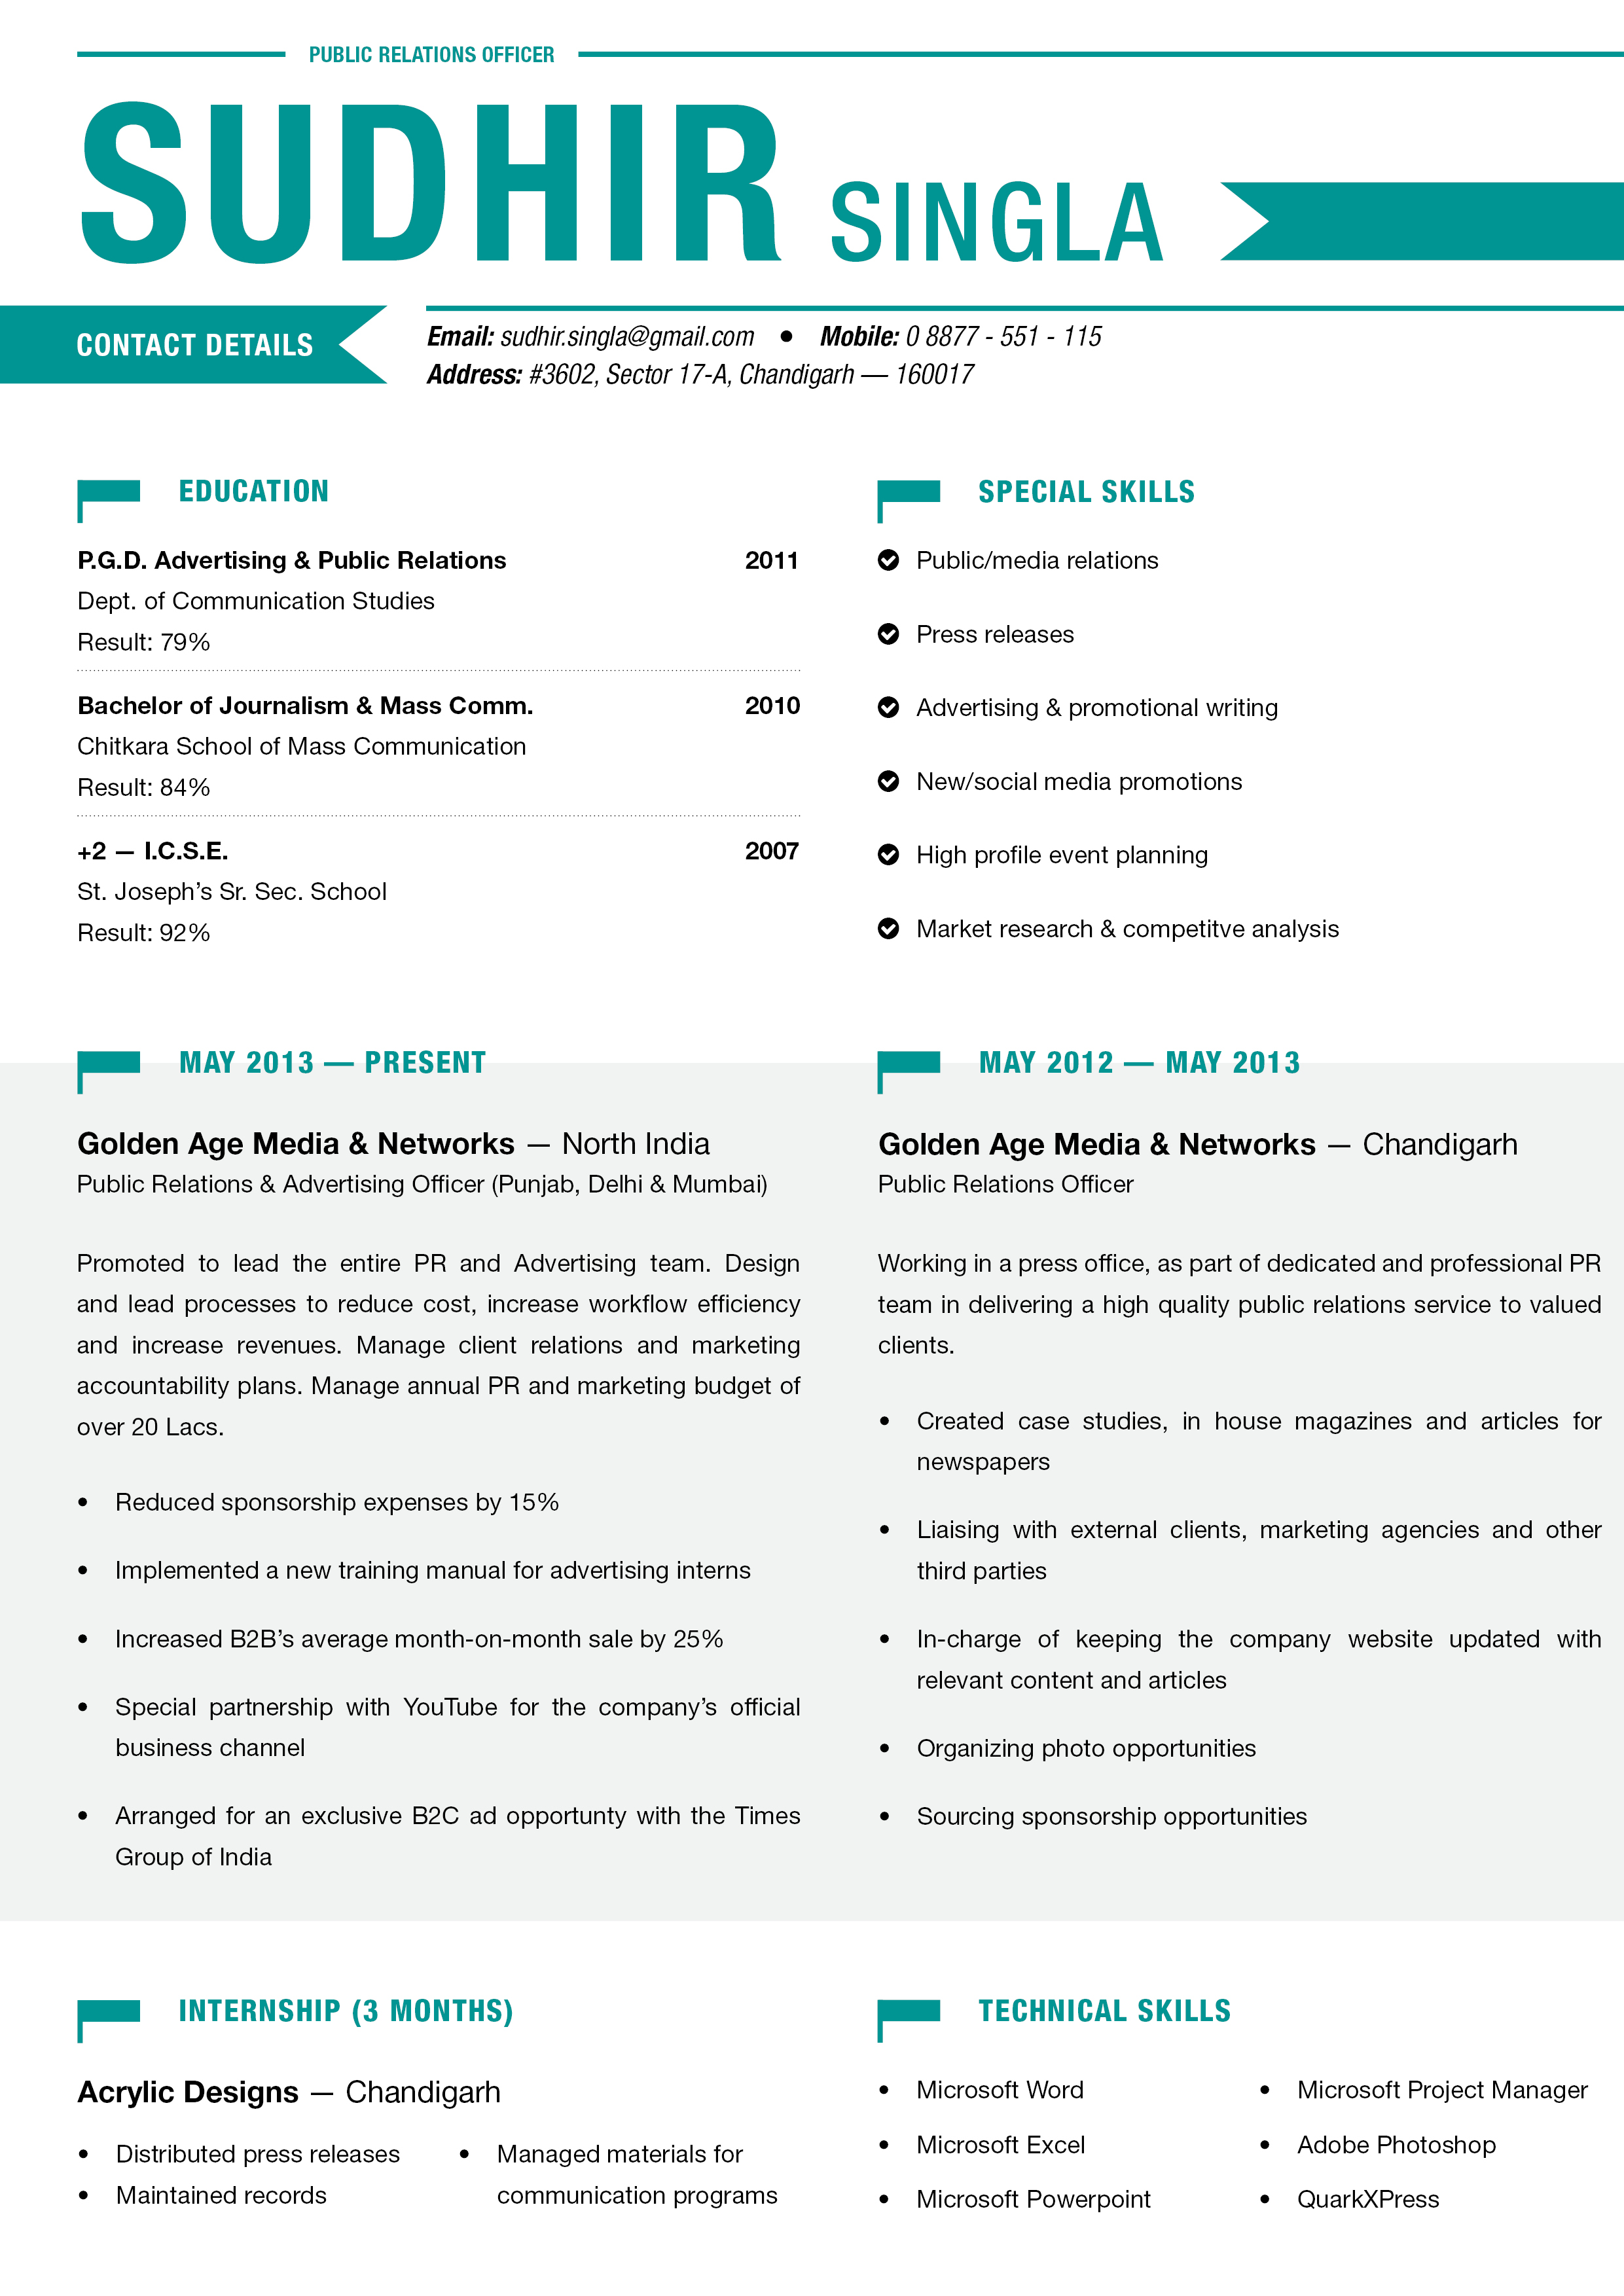 PUBLIC RELATIONS OFFICER
SUDHIR SINGLA
CONTACT DETAILS
Email: sudhir.singla@gmail.com • Mobile: 0 8877 - 551 - 115
Address: #3602, Sector 17-A, Chandigarh — 160017
EDUCATION
P.G.D. Advertising & Public Relations 2011
Dept. of Communication Studies
Result: 79%
Bachelor of Journalism & Mass Comm. 2010
Chitkara School of Mass Communication
Result: 84%
+2 — I.C.S.E. 2007
St. Joseph’s Sr. Sec. School
Result: 92%
SPECIAL SKILLS
Public/media relations
Press releases
Advertising & promotional writing
New/social media promotions
High profile event planning
Market research & competitve analysis
MAY 2013 — PRESENT
Golden Age Media & Networks — North India
Public Relations & Advertising Officer (Punjab, Delhi & Mumbai)
Promoted to lead the entire PR and Advertising team. Design
and lead processes to reduce cost, increase workflow efficiency
and increase revenues. Manage client relations and marketing
accountability plans. Manage annual PR and marketing budget of
over 20 Lacs.
• Reduced sponsorship expenses by 15%
• Implemented a new training manual for advertising interns
• Increased B2B’s average month-on-month sale by 25%
• Special partnership with YouTube for the company’s official
business channel
• Arranged for an exclusive B2C ad opportunty with the Times
Group of India
MAY 2012 — MAY 2013
Golden Age Media & Networks — Chandigarh
Public Relations Officer
Working in a press office, as part of dedicated and professional PR
team in delivering a high quality public relations service to valued
clients.
• Created case studies, in house magazines and articles for
newspapers
• Liaising with external clients, marketing agencies and other
third parties
• In-charge of keeping the company website updated with
relevant content and articles
• Organizing photo opportunities
• Sourcing sponsorship opportunities
INTERNSHIP (3 MONTHS)
Acrylic Designs — Chandigarh
• Distributed press releases
• Maintained records
• Managed materials for
communication programs
TECHNICAL SKILLS
• Microsoft Word
• Microsoft Excel
• Microsoft Powerpoint
• Microsoft Project Manager
• Adobe Photoshop
• QuarkXPress